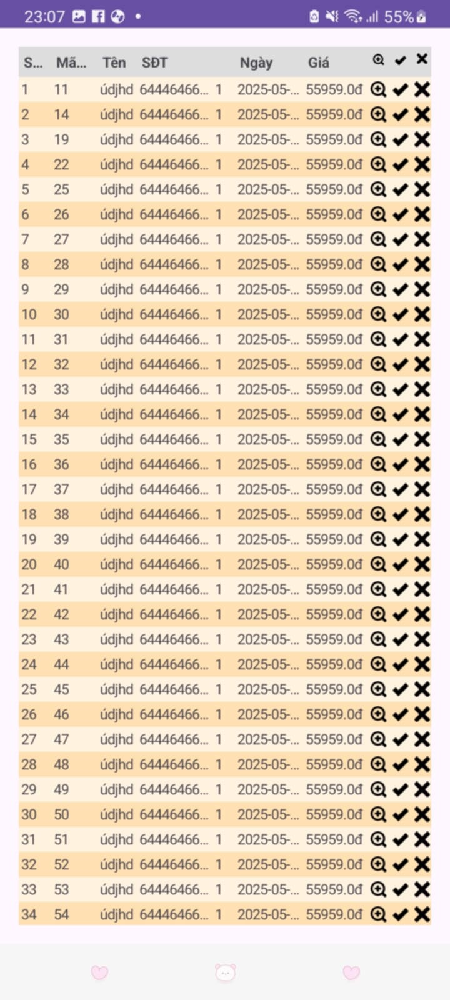 23:07 55%
S... Mã... Tên SĐT Ngày Giá
1 11 údjhd 64446466... 1 2025-05-... 55959.0đ
2 14 údjhd 64446466... 1 2025-05-... 55959.0đ
3 19 údjhd 64446466... 1 2025-05-... 55959.0đ
4 22 údjhd 64446466... 1 2025-05-... 55959.0đ
5 25 údjhd 64446466... 1 2025-05-... 55959.0đ
6 26 údjhd 64446466... 1 2025-05-... 55959.0đ
7 27 údjhd 64446466... 1 2025-05-... 55959.0đ
8 28 údjhd 64446466... 1 2025-05-... 55959.0đ
9 29 údjhd 64446466... 1 2025-05-... 55959.0đ
10 30 údjhd 64446466... 1 2025-05-... 55959.0đ
11 31 údjhd 64446466... 1 2025-05-... 55959.0đ
12 32 údjhd 64446466... 1 2025-05-... 55959.0đ
13 33 údjhd 64446466... 1 2025-05-... 55959.0đ
14 34 údjhd 64446466... 1 2025-05-... 55959.0đ
15 35 údjhd 64446466... 1 2025-05-... 55959.0đ
16 36 údjhd 64446466... 1 2025-05-... 55959.0đ
17 37 údjhd 64446466... 1 2025-05-... 55959.0đ
18 38 údjhd 64446466... 1 2025-05-... 55959.0đ
19 39 údjhd 64446466... 1 2025-05-... 55959.0đ
20 40 údjhd 64446466... 1 2025-05-... 55959.0đ
21 41 údjhd 64446466... 1 2025-05-... 55959.0đ
22 42 údjhd 64446466... 1 2025-05-... 55959.0đ
23 43 údjhd 64446466... 1 2025-05-... 55959.0đ
24 44 údjhd 64446466... 1 2025-05-... 55959.0đ
25 45 údjhd 64446466... 1 2025-05-... 55959.0đ
26 46 údjhd 64446466... 1 2025-05-... 55959.0đ
27 47 údjhd 64446466... 1 2025-05-... 55959.0đ
28 48 údjhd 64446466... 1 2025-05-... 55959.0đ
29 49 údjhd 64446466... 1 2025-05-... 55959.0đ
30 50 údjhd 64446466... 1 2025-05-... 55959.0đ
31 51 údjhd 64446466... 1 2025-05-... 55959.0đ
32 52 údjhd 64446466... 1 2025-05-... 55959.0đ
33 53 údjhd 64446466... 1 2025-05-... 55959.0đ
34 54 údjhd 64446466... 1 2025-05-... 55959.0đ